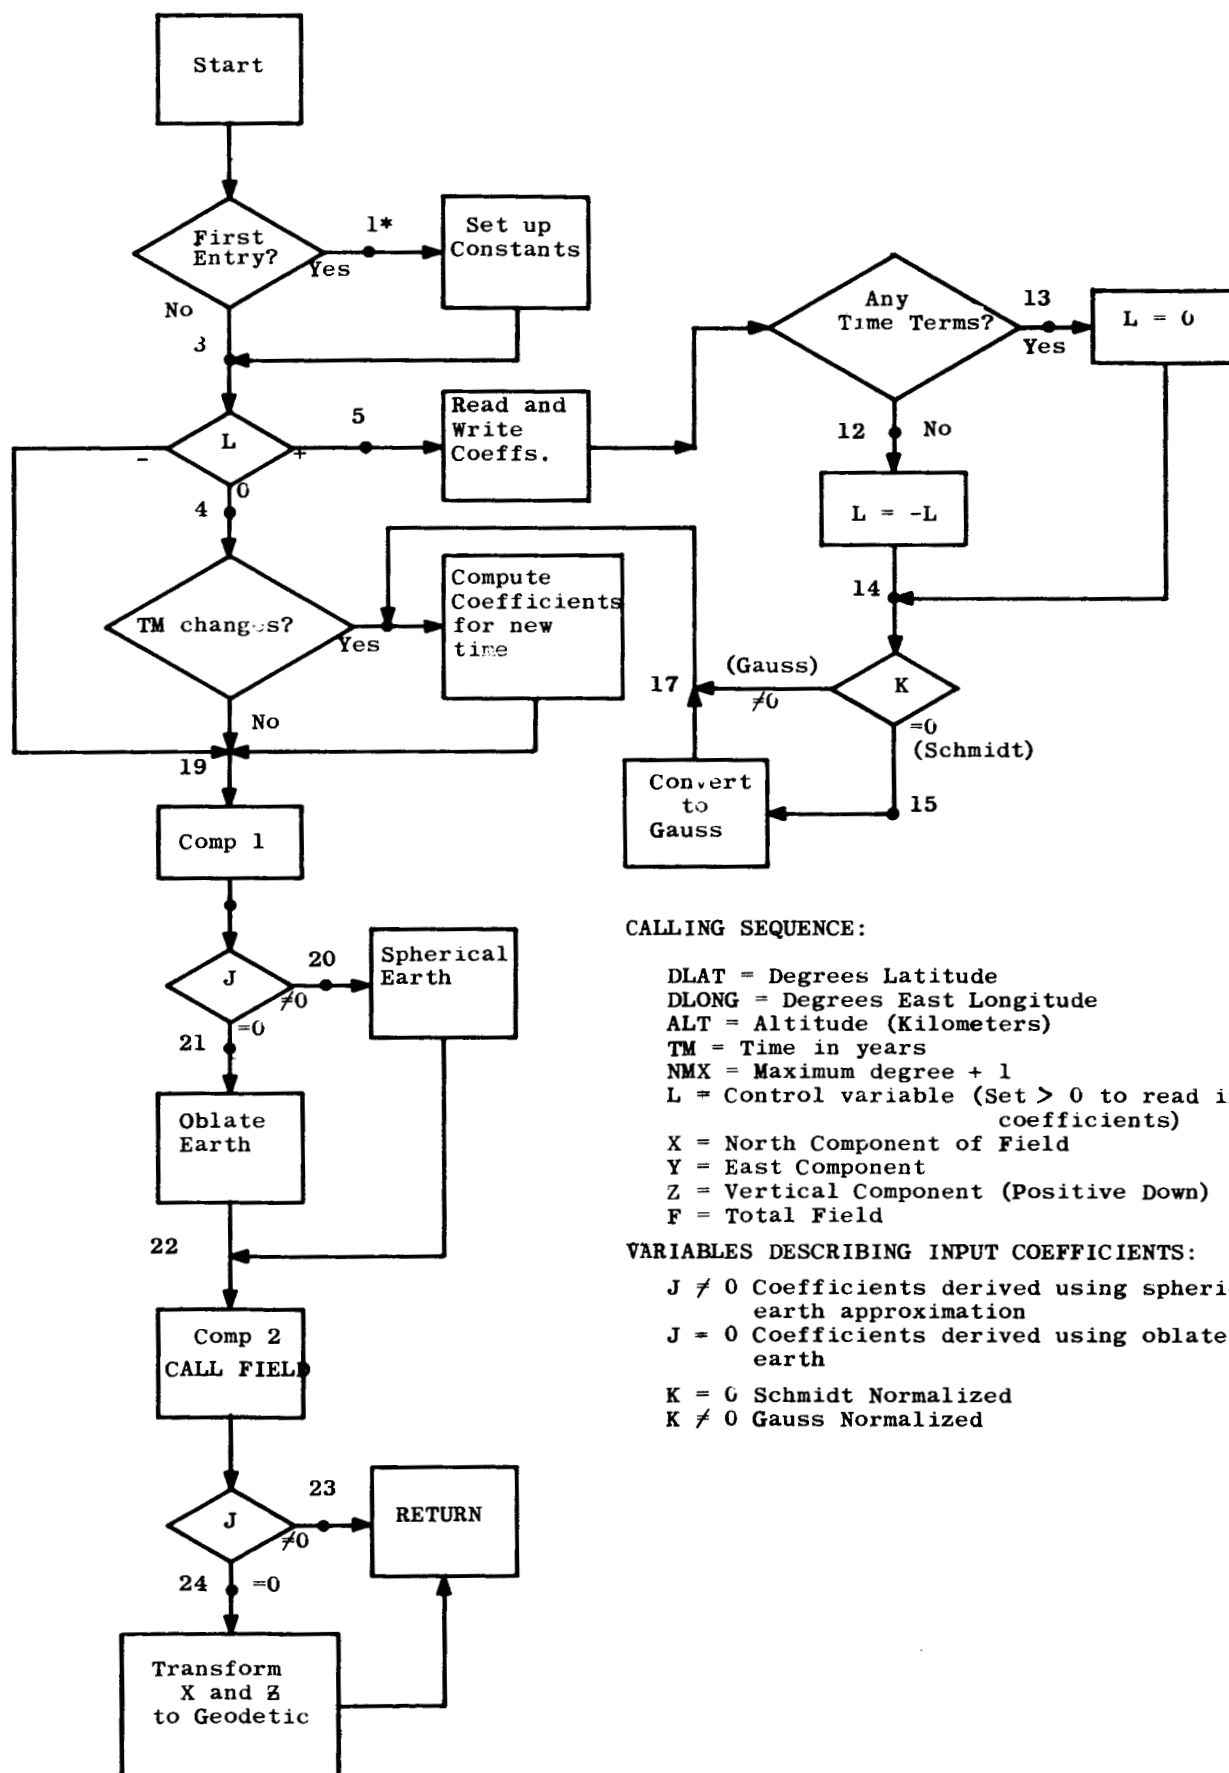 Start
First
Entry?
Yes
No
1*
Set up
Constants
3
L
-
+
0
5
Read and
Write
Coeffs.
Any
Time Terms?
13
Yes
L = 0
12
No
L = -L
14
K
(Gauss)
≠0
=0
(Schmidt)
15
17
Convert
to
Gauss
4
TM changes?
Yes
No
Compute
Coefficients
for new
time
19
Comp 1
J
20
≠0
=0
Spherical
Earth
21
Oblate
Earth
22
Comp 2
CALL FIELD
J
23
≠0
RETURN
24
=0
Transform
X and Z
to Geodetic
CALLING SEQUENCE:
DLAT = Degrees Latitude
DLONG = Degrees East Longitude
ALT = Altitude (Kilometers)
TM = Time in years
NMX = Maximum degree + 1
L = Control variable (Set > 0 to read i
coefficients)
X = North Component of Field
Y = East Component
Z = Vertical Component (Positive Down)
F = Total Field
VARIABLES DESCRIBING INPUT COEFFICIENTS:
J ≠ 0 Coefficients derived using spheri
earth approximation
J = 0 Coefficients derived using oblate
earth
K = 0 Schmidt Normalized
K ≠ 0 Gauss Normalized